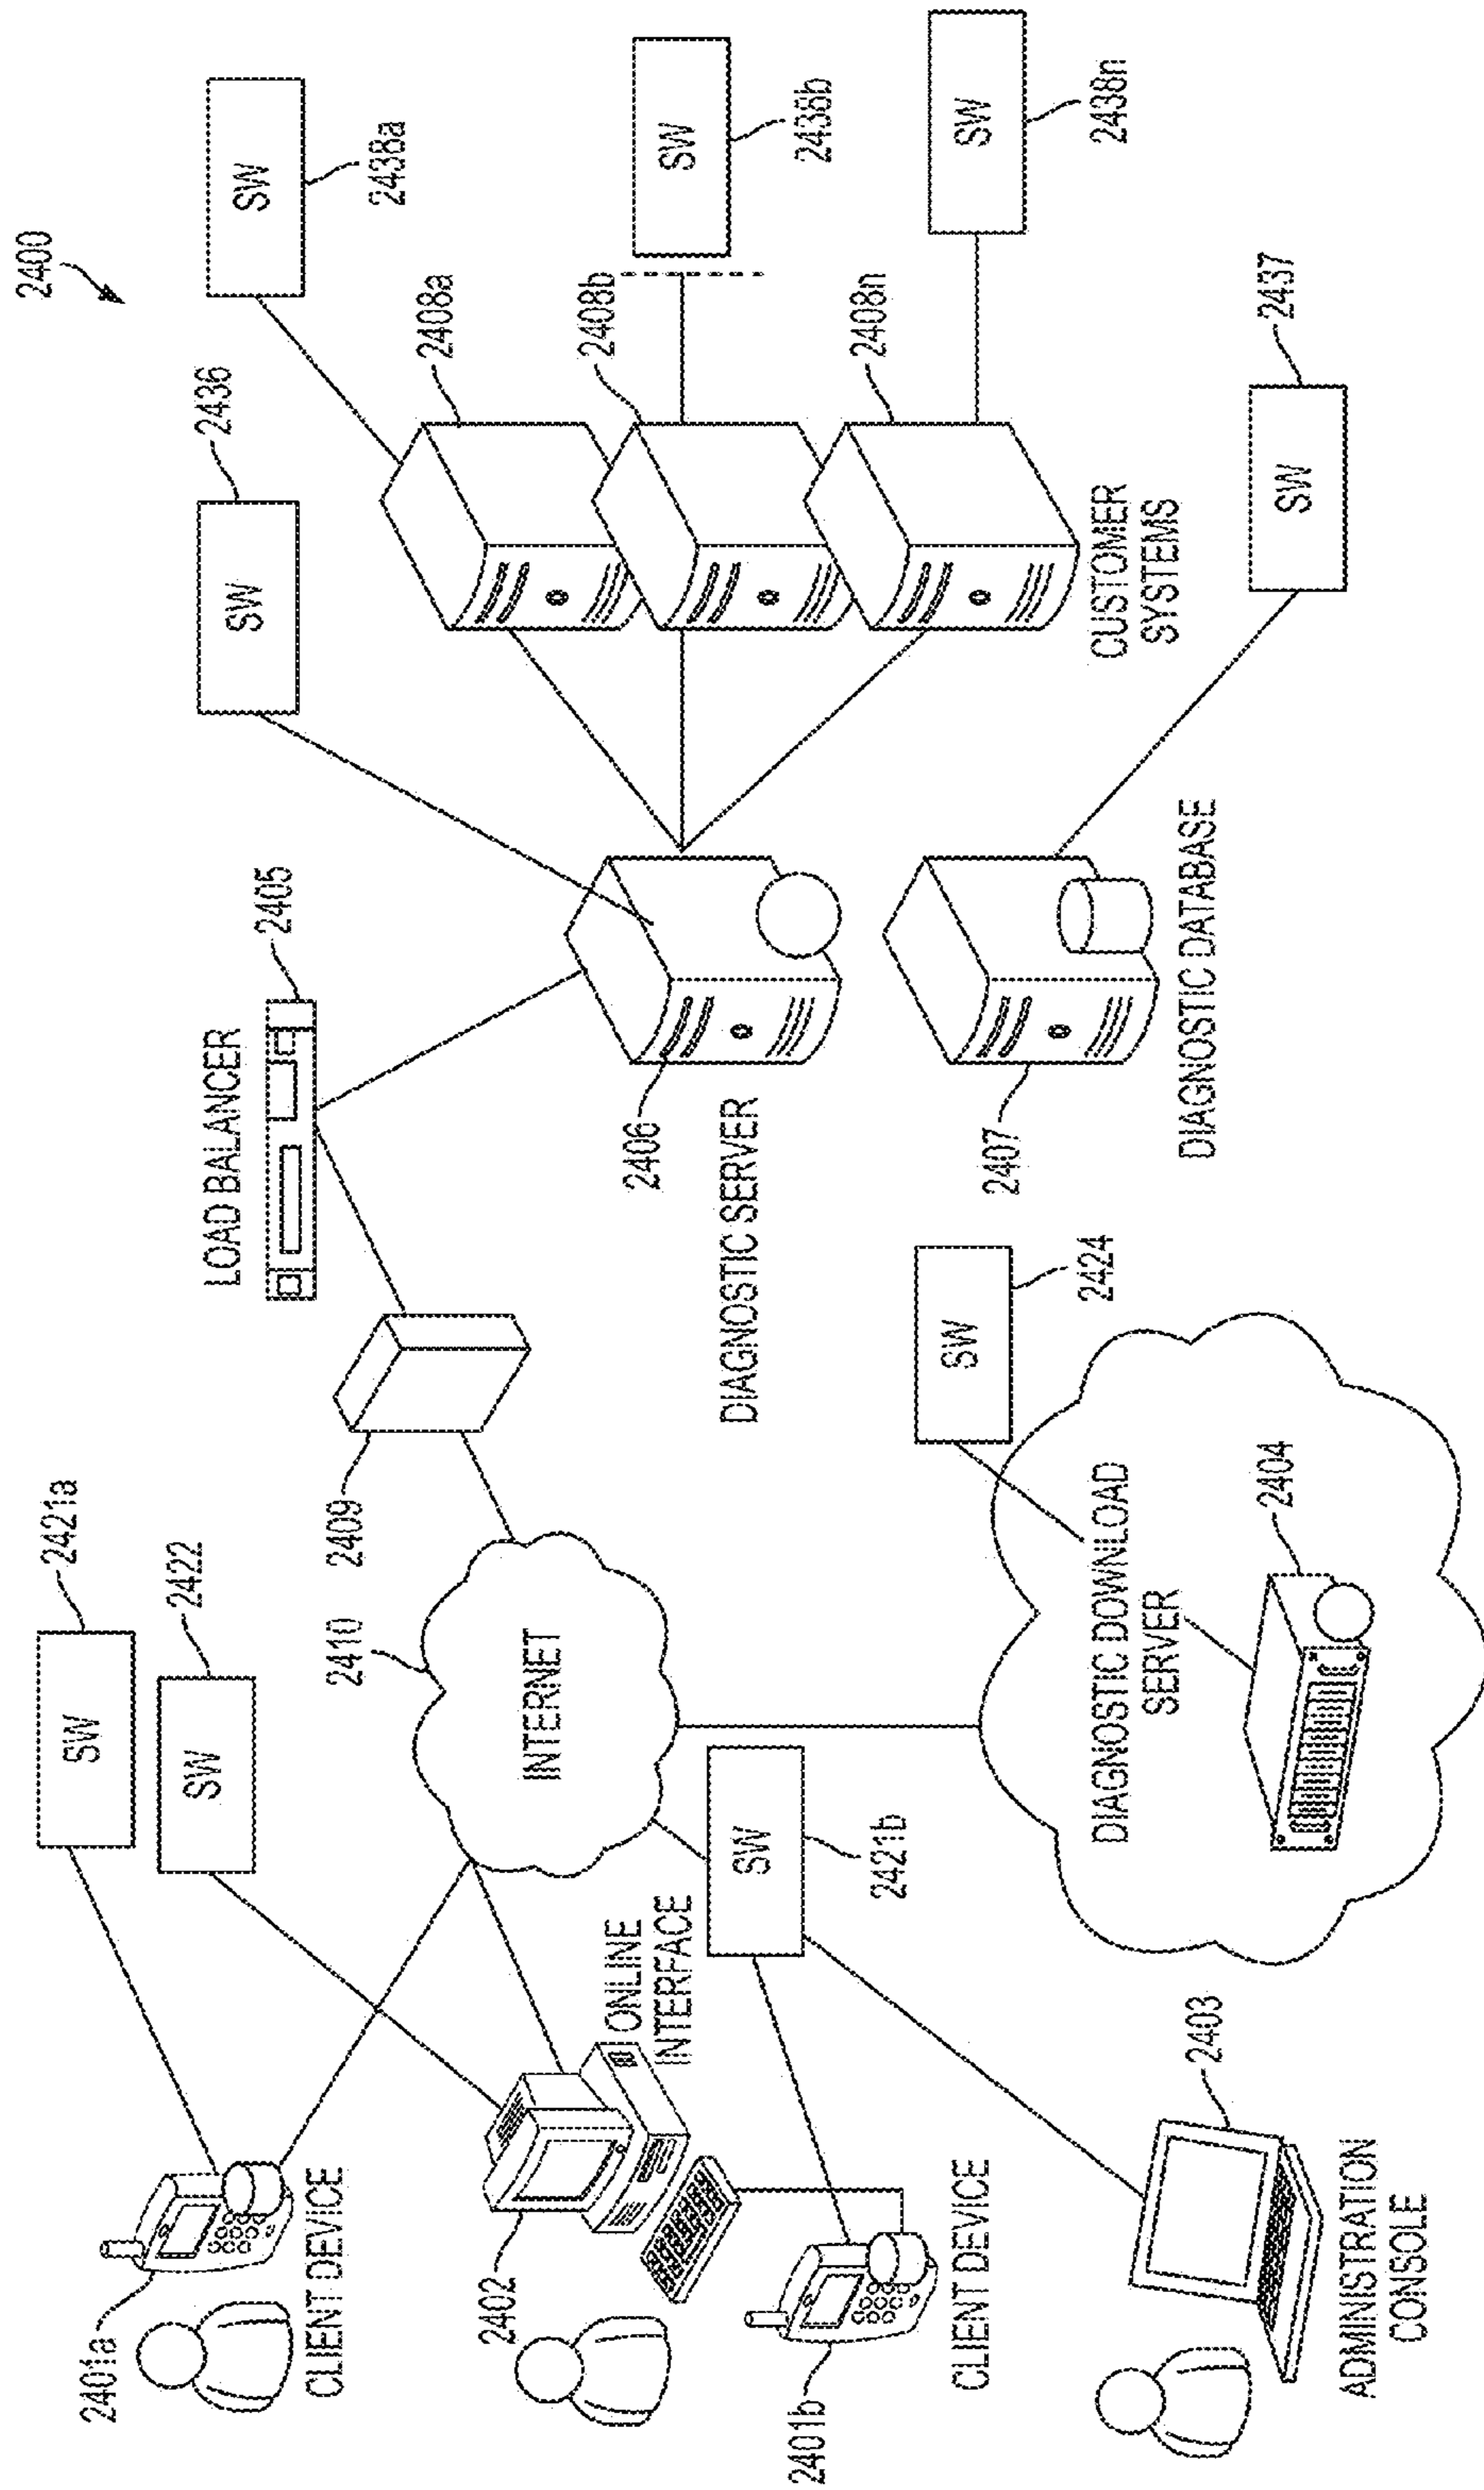 2400
2421a
SW
2422
SW
2401a
CLIENT DEVICE
2402
ONLINE
INTERFACE
2410
INTERNET
2409
LOAD BALANCER
2405
2436
SW
SW
2438a
2408a
2408b
SW
2438b
2408n
SW
2438n
CUSTOMER
SYSTEMS
2406
DIAGNOSTIC SERVER
2407
DIAGNOSTIC DATABASE
2437
SW
SW
2421b
2401b
CLIENT DEVICE
2403
ADMINISTRATION
CONSOLE
SW
2424
DIAGNOSTIC DOWNLOAD
SERVER
2404